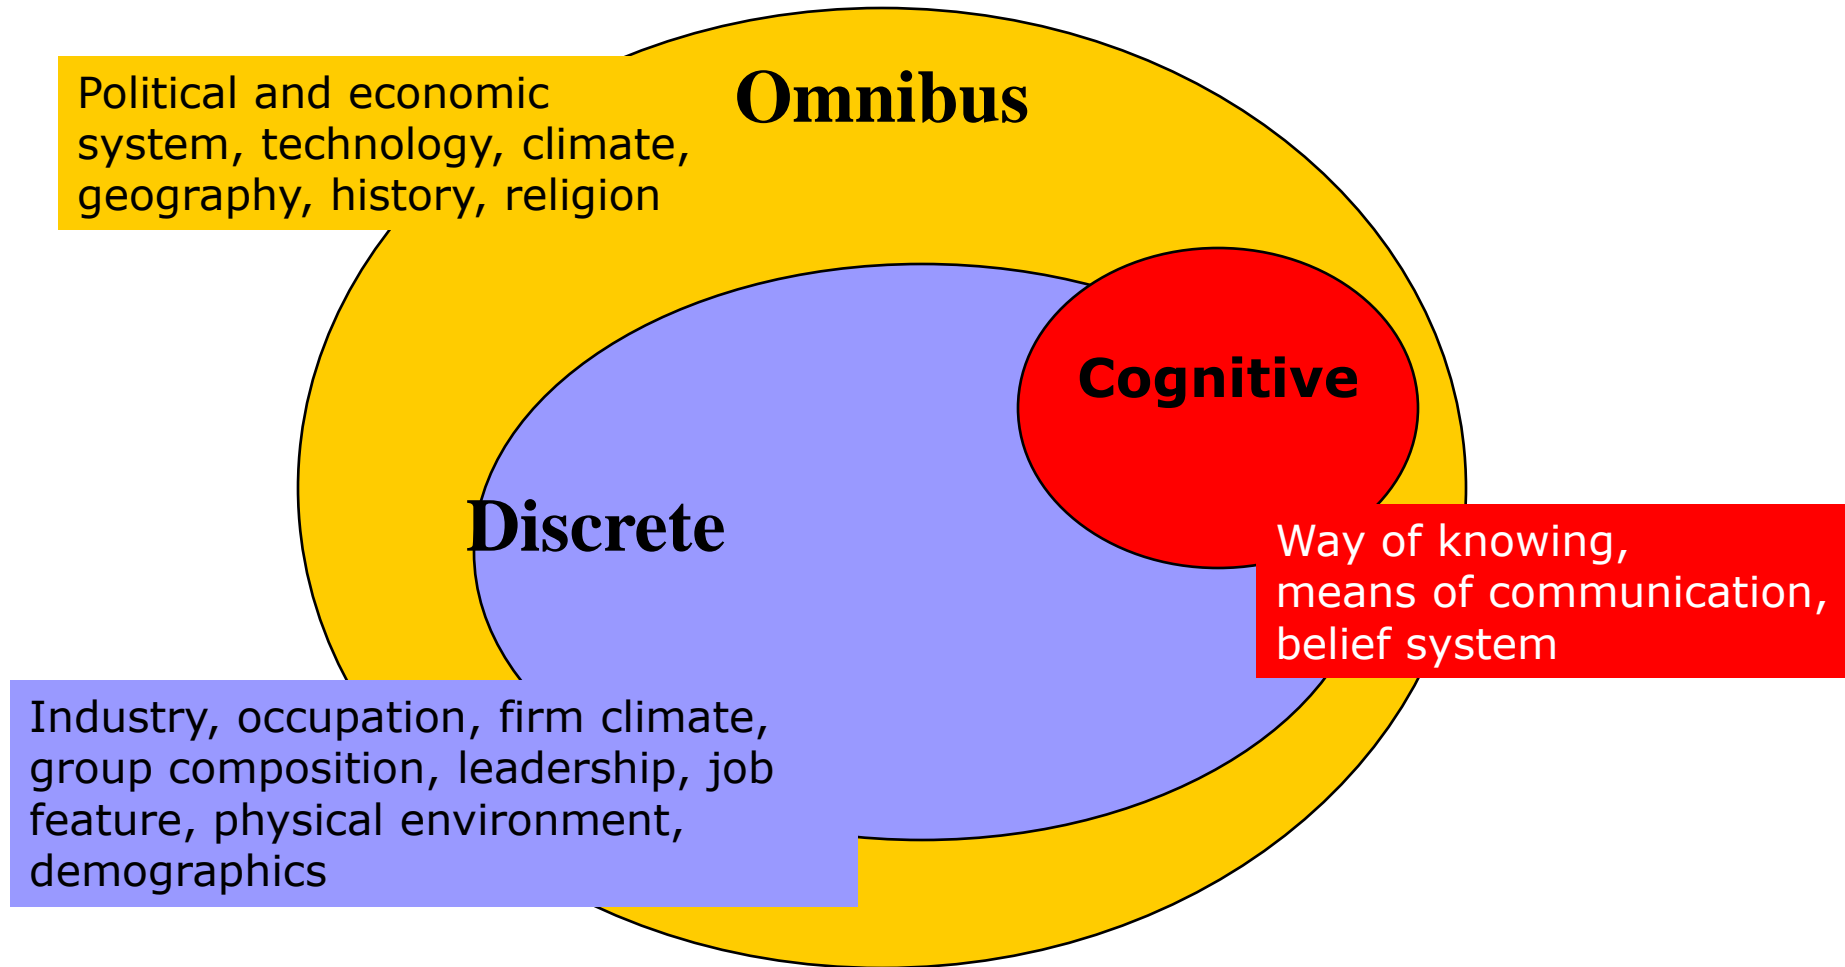 Omnibus
Political and economic
system, technology, climate,
geography, history, religion
Cognitive
Discrete
Way of knowing,
means of communication,
belief system
Industry, occupation, firm climate,
group composition, leadership, job
feature, physical environment,
demographics